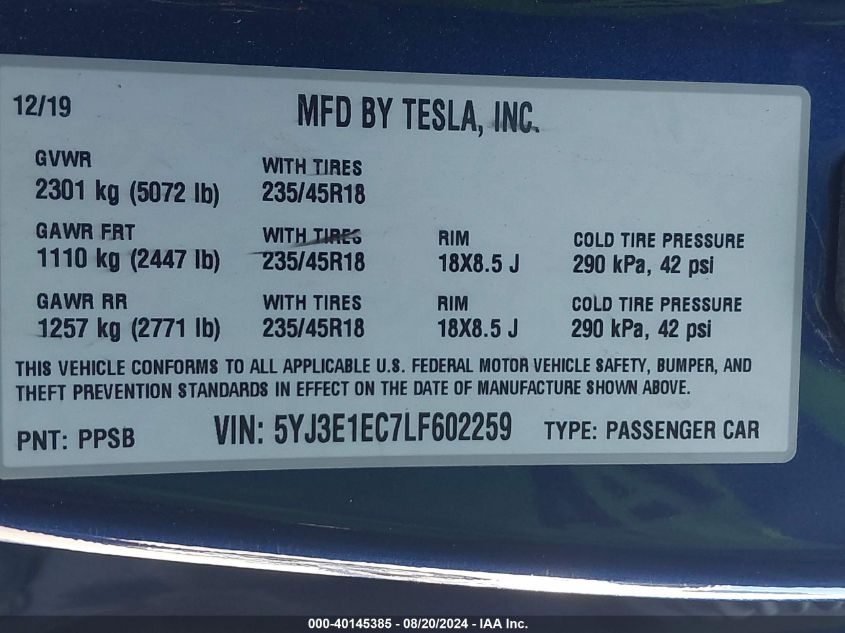 12/19 MFD BY TESLA, INC.
GVWR WITH TIRES
2301 kg (5072 lb) 235/45R18
GAWR FRT WITH TIRES RIM COLD TIRE PRESSURE
1110 kg (2447 lb) 235/45R18 18X8.5 J 290 kPa, 42 psi
GAWR RR WITH TIRES RIM COLD TIRE PRESSURE
1257 kg (2771 lb) 235/45R18 18X8.5 J 290 kPa, 42 psi
THIS VEHICLE CONFORMS TO ALL APPLICABLE U.S. FEDERAL MOTOR VEHICLE SAFETY, BUMPER, AND
THEFT PREVENTION STANDARDS IN EFFECT ON THE DATE OF MANUFACTURE SHOWN ABOVE.
PNT: PPSB VIN: 5YJ3E1EC7LF602259 TYPE: PASSENGER CAR
000-40145385 - 08/20/2024 - IAA Inc.